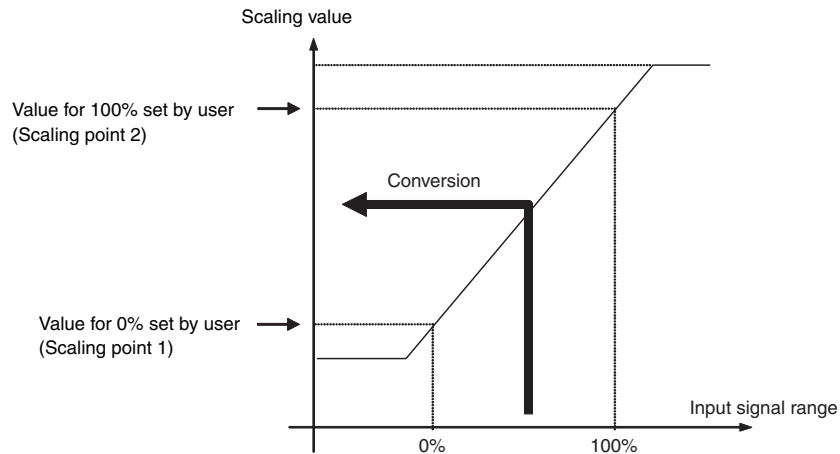 Scaling value
Value for 100% set by user
(Scaling point 2)
Conversion
Value for 0% set by user
(Scaling point 1)
Input signal range
0%
100%